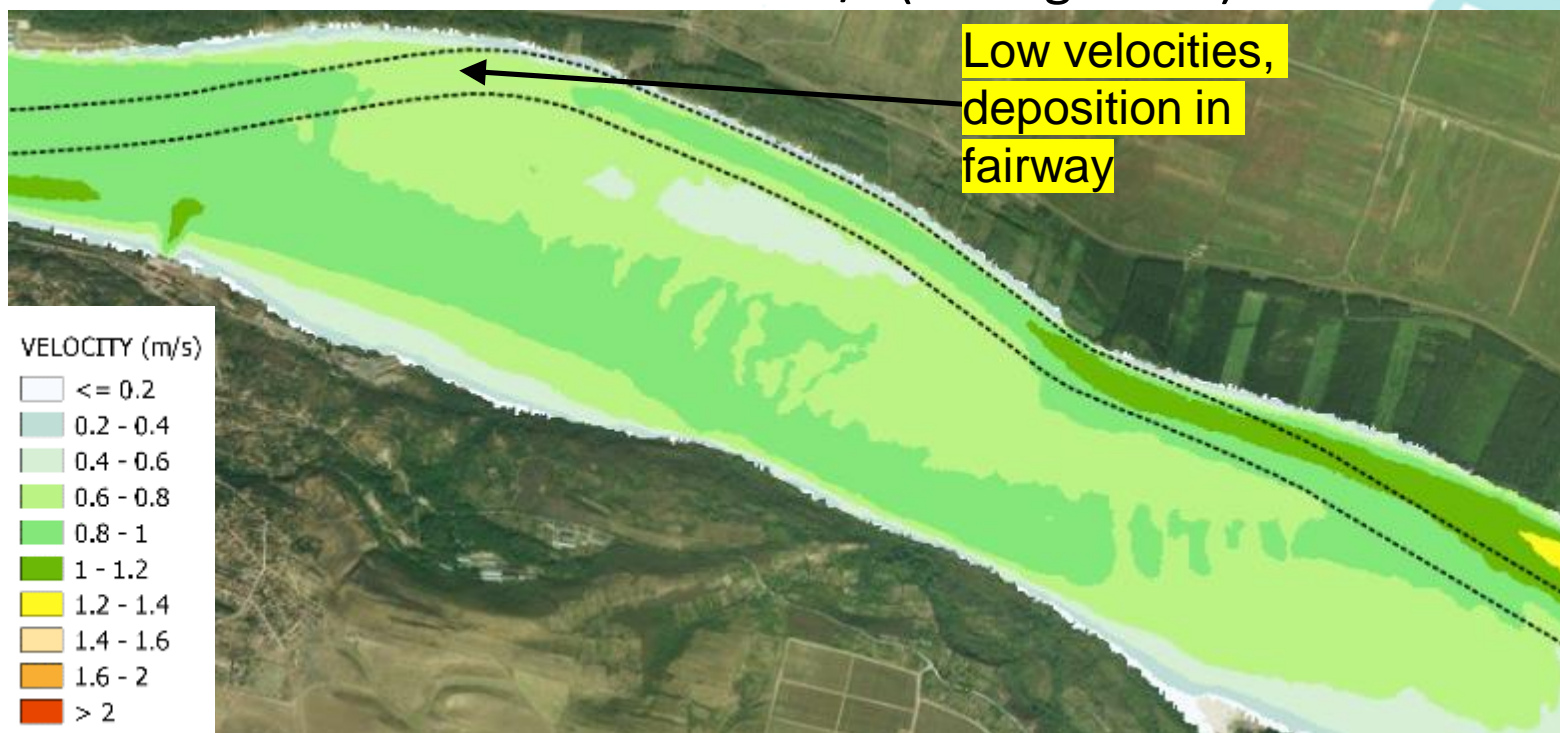 Low velocities,
deposition in
fairway
VELOCITY (m/s)
<= 0.2
0.2 - 0.4
0.4 - 0.6
0.6 - 0.8
0.8 - 1
1 - 1.2
1.2 - 1.4
1.4 - 1.6
1.6 - 2
> 2